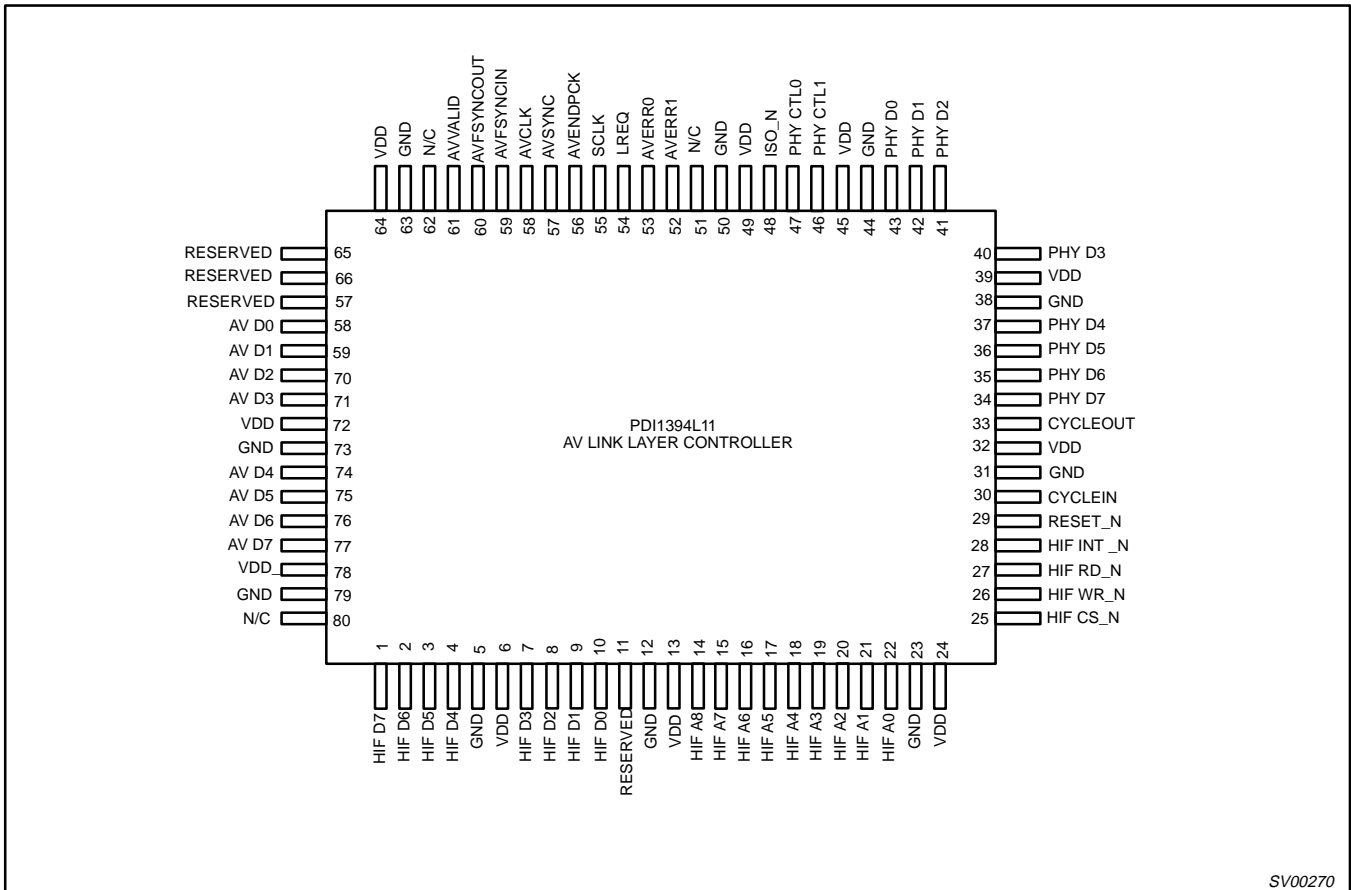 VDD
GND
N/C
AVVALID
AVFSYNCOUT
AVFSYNCIN
AVCLK
AVSYNC
AVENDPCK
SCLK
LREQ
AVERR0
AVERR1
N/C
GND
VDD
ISO_N
PHY CTL0
PHY CTL1
VDD
GND
PHY D0
PHY D1
PHY D2
64 63 62 61 60 59 58 57 56 55 54 53 52 51 50 49 48 47 46 45 44 43 42 41
RESERVED 65
RESERVED 66
RESERVED 57
AV D0 58
AV D1 59
AV D2 70
AV D3 71
VDD 72
GND 73
AV D4 74
AV D5 75
AV D6 76
AV D7 77
VDD_ 78
GND 79
N/C 80
PDI1394L11
AV LINK LAYER CONTROLLER
40 PHY D3
39 VDD
38 GND
37 PHY D4
36 PHY D5
35 PHY D6
34 PHY D7
33 CYCLEOUT
32 VDD
31 GND
30 CYCLEIN
29 RESET_N
28 HIF INT _N
27 HIF RD_N
26 HIF WR_N
25 HIF CS_N
1 2 3 4 5 6 7 8 9 10 11 12 13 14 15 16 17 18 19 20 21 22 23 24
HIF D7
HIF D6
HIF D5
HIF D4
GND
VDD
HIF D3
HIF D2
HIF D1
HIF D0
RESERVED
GND
VDD
HIF A8
HIF A7
HIF A6
HIF A5
HIF A4
HIF A3
HIF A2
HIF A1
HIF A0
GND
VDD
SV00270